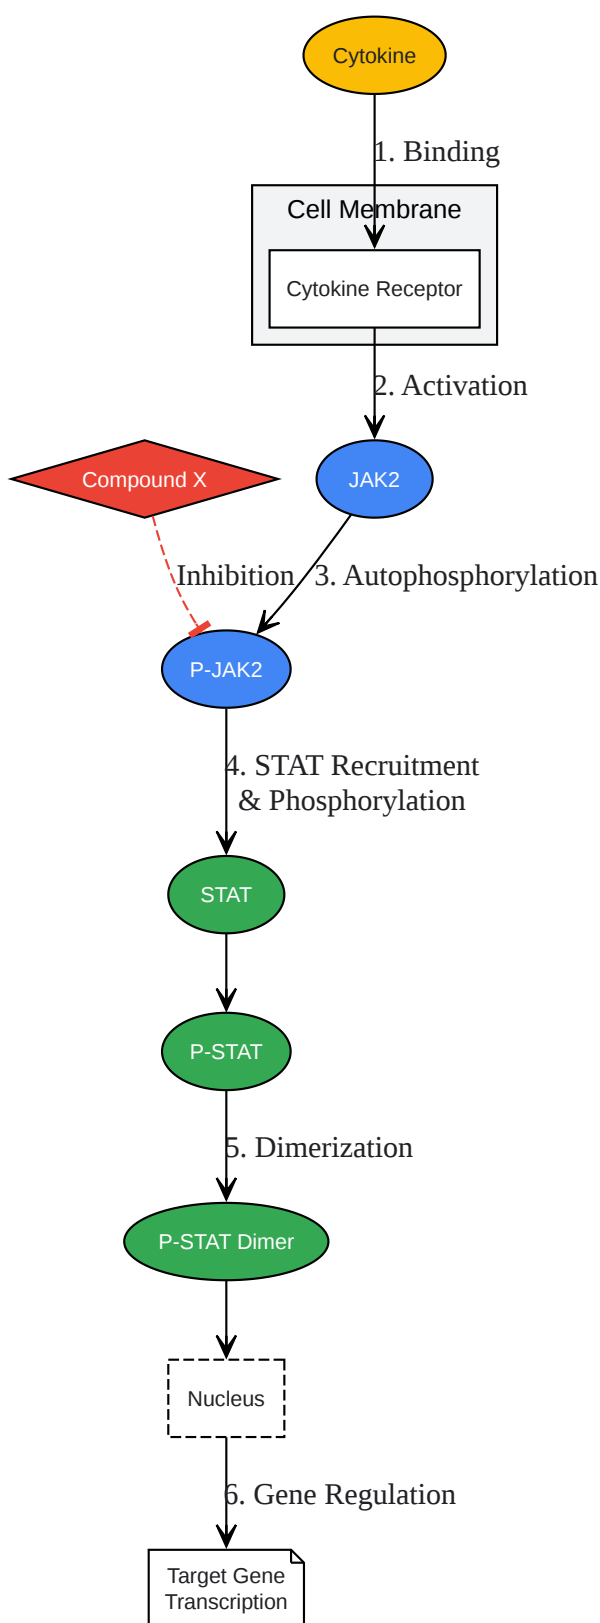 Cytokine
1. Binding
Cell Membrane
Cytokine Receptor
2. Activation
Compound X
JAK2
Inhibition
3. Autophosphorylation
P-JAK2
4. STAT Recruitment
& Phosphorylation
STAT
P-STAT
5. Dimerization
P-STAT Dimer
Nucleus
6. Gene Regulation
Target Gene
Transcription